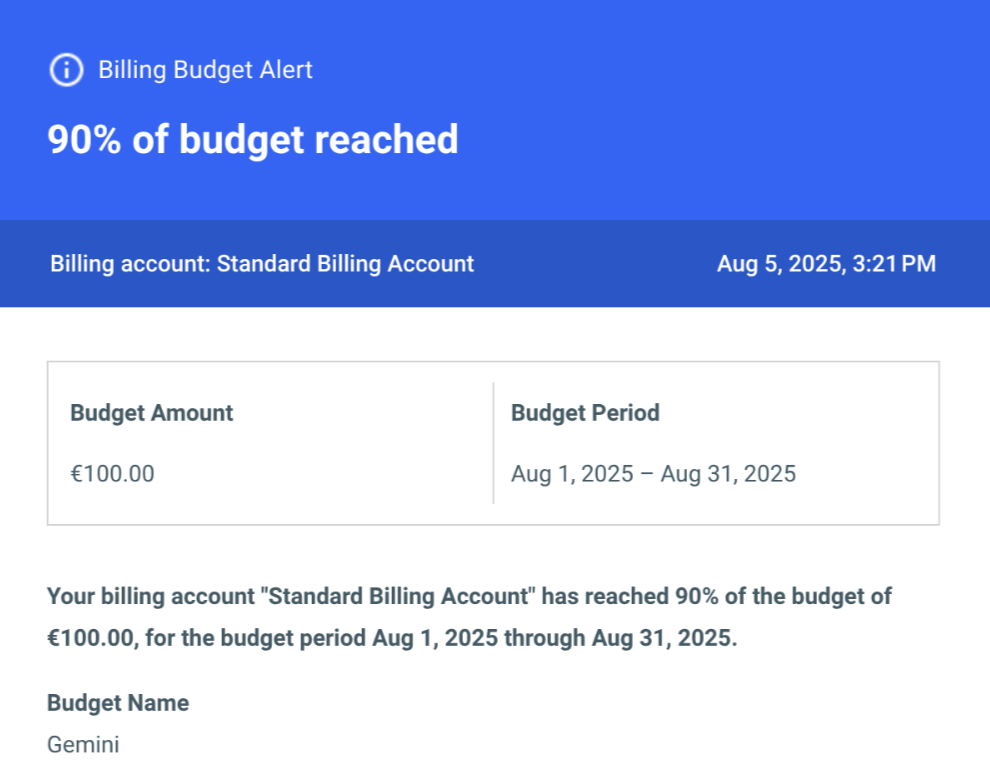 Billing Budget Alert
90% of budget reached
Billing account: Standard Billing Account
Aug 5, 2025, 3:21 PM
Budget Amount
€100.00
Budget Period
Aug 1, 2025 – Aug 31, 2025
Your billing account "Standard Billing Account" has reached 90% of the budget of
€100.00, for the budget period Aug 1, 2025 through Aug 31, 2025.
Budget Name
Gemini